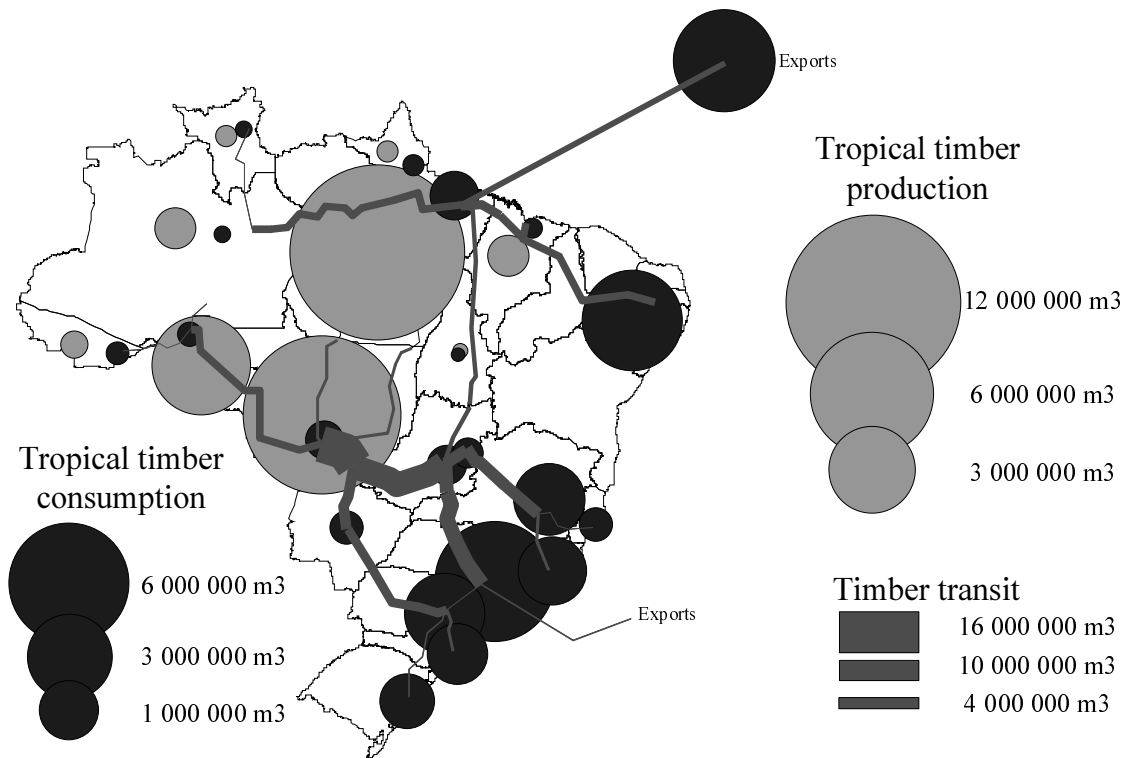 Exports
Tropical timber
production
12 000 000 m3
6 000 000 m3
3 000 000 m3
Tropical timber
consumption
6 000 000 m3
3 000 000 m3
1 000 000 m3
Exports
Timber transit
16 000 000 m3
10 000 000 m3
4 000 000 m3